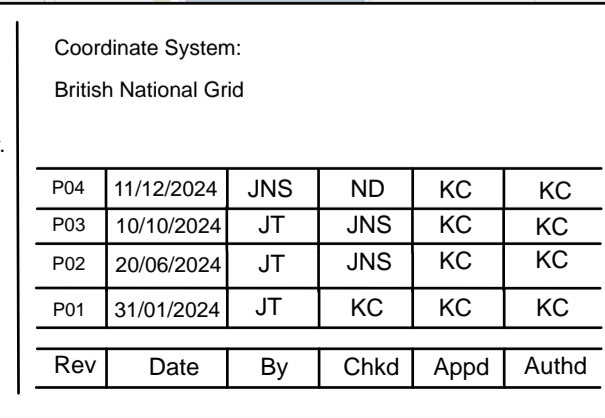 Coordinate System:
British National Grid
.
P04 11/12/2024 JNS ND KC KC
P03 10/10/2024 JT JNS KC KC
P02 20/06/2024 JT JNS KC KC
P01 31/01/2024 JT KC KC KC
Rev Date By Chkd Appd Authd